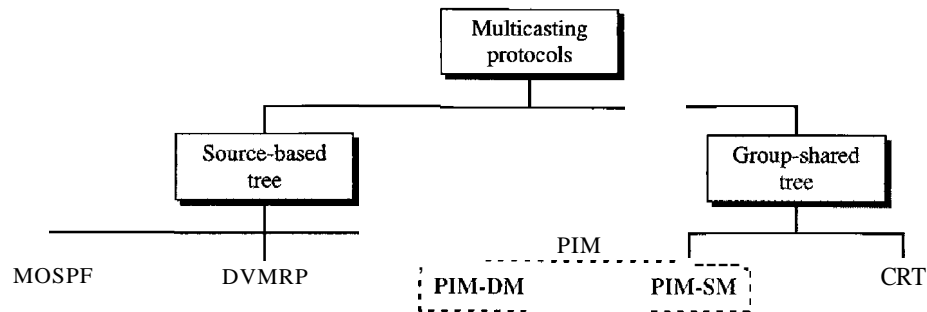 Multicasting
protocols
Source-based
tree
Group-shared
tree
PIM
MOSPF
DVMRP
PIM-DM
PIM-SM
CRT